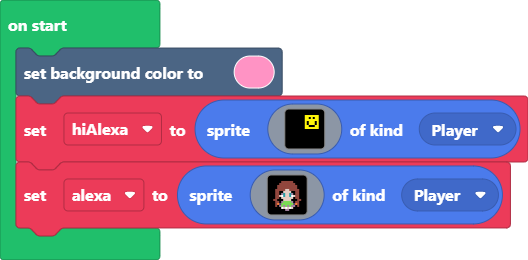 on start
set background color to
set hiAlexa to sprite of kind Player
set alexa to sprite of kind Player